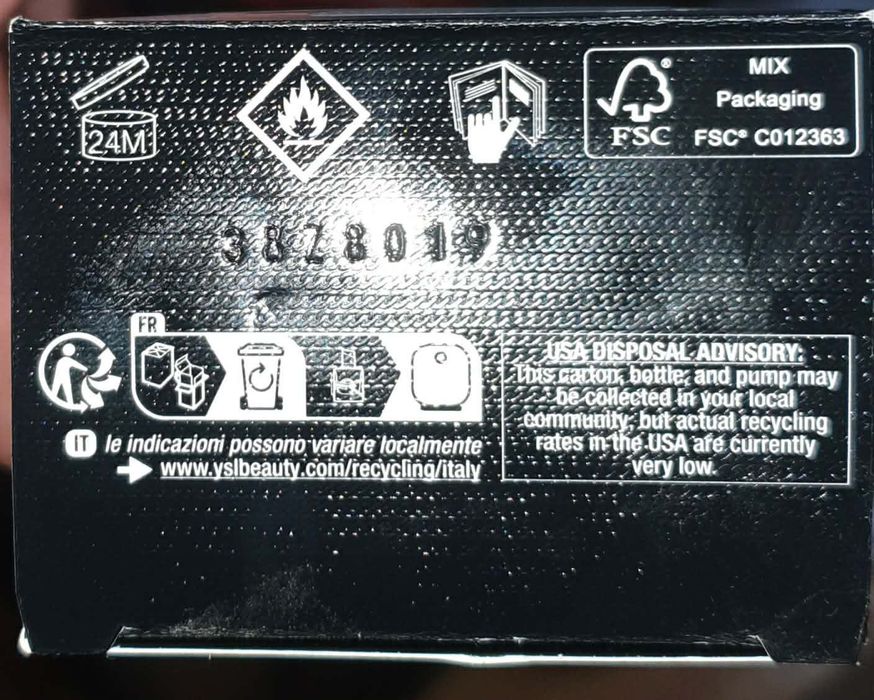 24M
FSC®
MIX
Packaging
FSC® C012363
FR
IT le indicazioni possono variare localmente
www.yslbeauty.com/recycling/italy
USA DISPOSAL ADVISORY:
This carton, bottle, and pump may
be collected in your local
community, but actual recycling
rates in the USA are currently
very low.